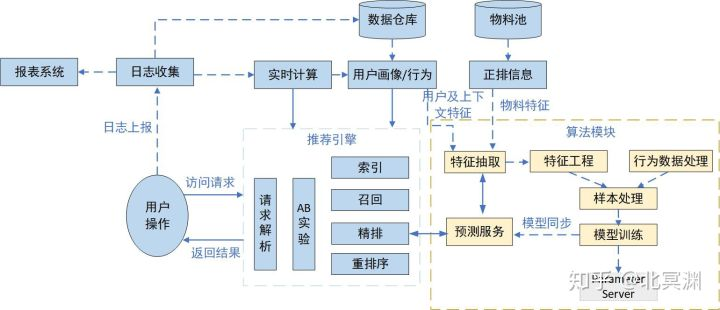 数据仓库
物料池
报表系统
日志收集
实时计算
用户画像/行为
正排信息
日志上报
用户及上下
文特征
物料特征
推荐引擎
算法模块
索引
特征抽取
特征工程
行为数据处理
访问请求
请求解析
AB
实验
召回
样本处理
用户
操作
精排
预测服务
模型同步
模型训练
返回结果
重排序
Parameter
Server
知乎 @北冥渊